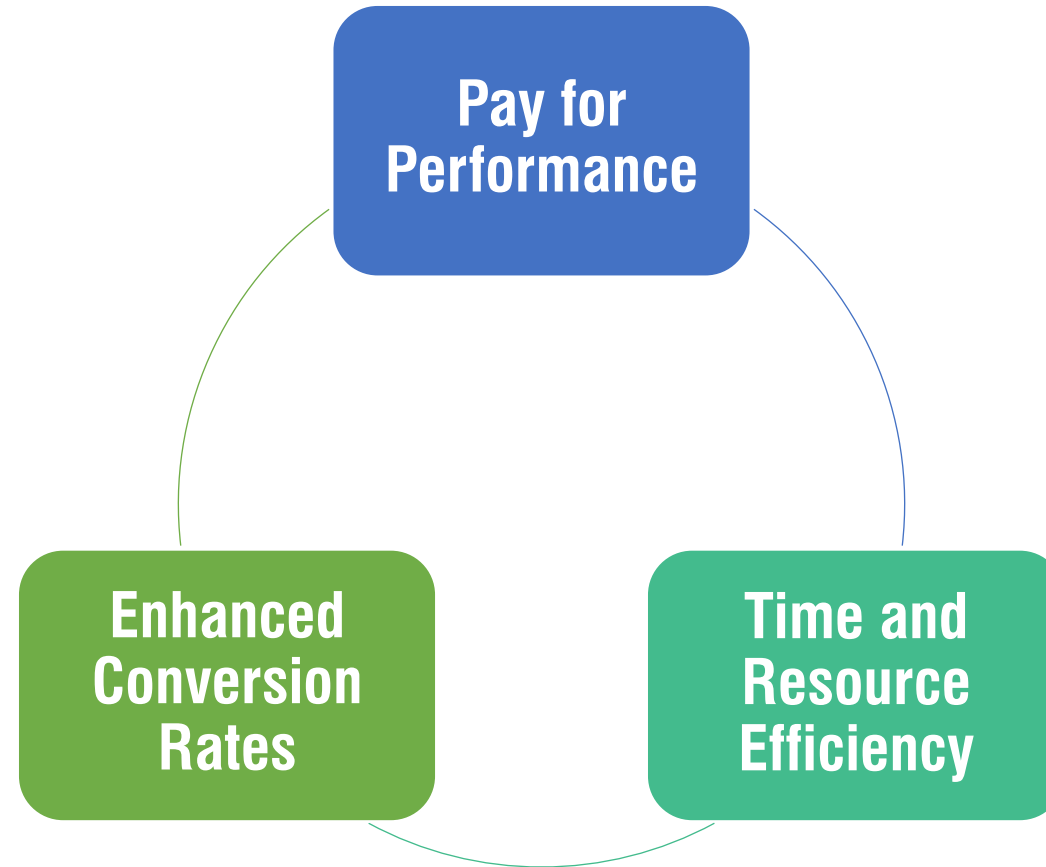 Pay for
Performance
Enhanced
Conversion
Rates
Time and
Resource
Efficiency